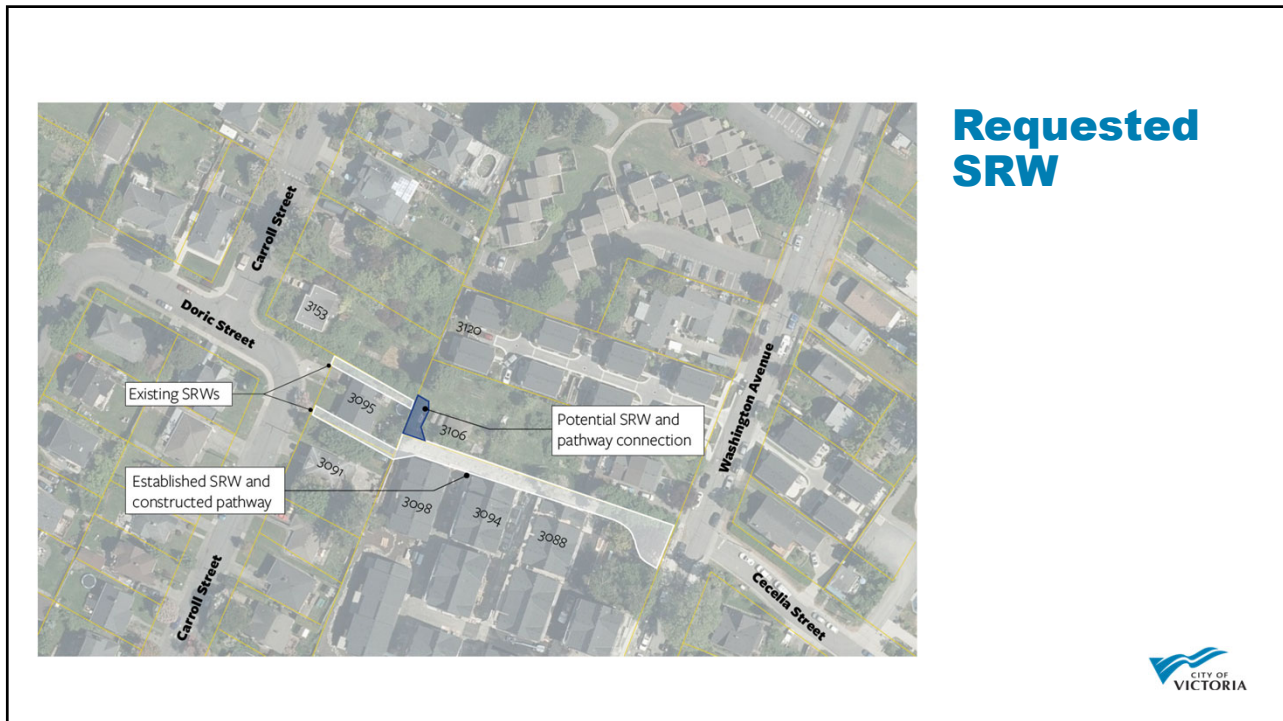 Requested
SRW
Carroll Street
Doric Street
3153
3120
Existing SRWs
3095
3106
Potential SRW and
pathway connection
Washington Avenue
3091
Established SRW and
constructed pathway
3098
3094
3088
Carroll Street
Cecelia Street
CITY OF
VICTORIA